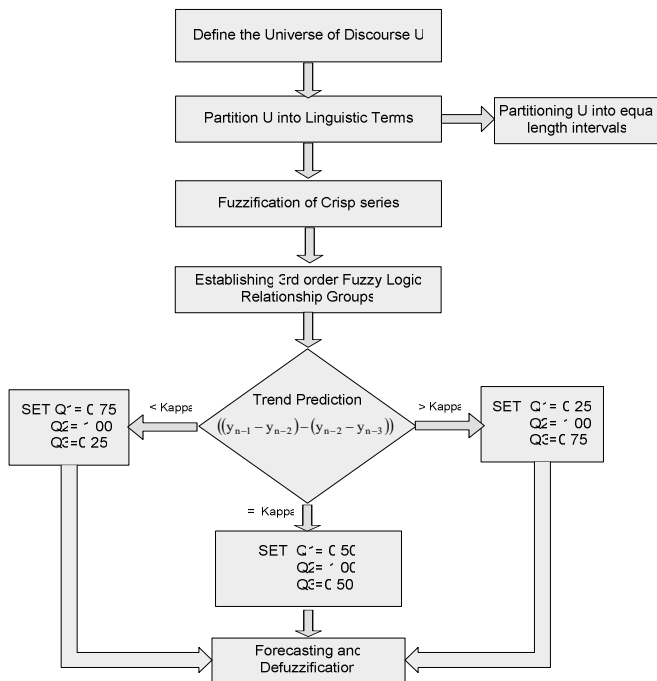 Define the Universe of Discourse U
Partition U into Linguistic Terms
Partitioning U into equa
length intervals
Fuzzification of Crisp series
Establishing 3rd order Fuzzy Logic
Relationship Groups
Trend Prediction
((yₙ₋₁ − yₙ₋₂) − (yₙ₋₂ − yₙ₋₃))
< Kappa
SET Q1= 0.75
Q2= 1.00
Q3=0.25
> Kappa
SET Q1= 0.25
Q2= 1.00
Q3=0.75
= Kappa
SET Q1= 0.50
Q2= 1.00
Q3=0.50
Forecasting and
Defuzzification